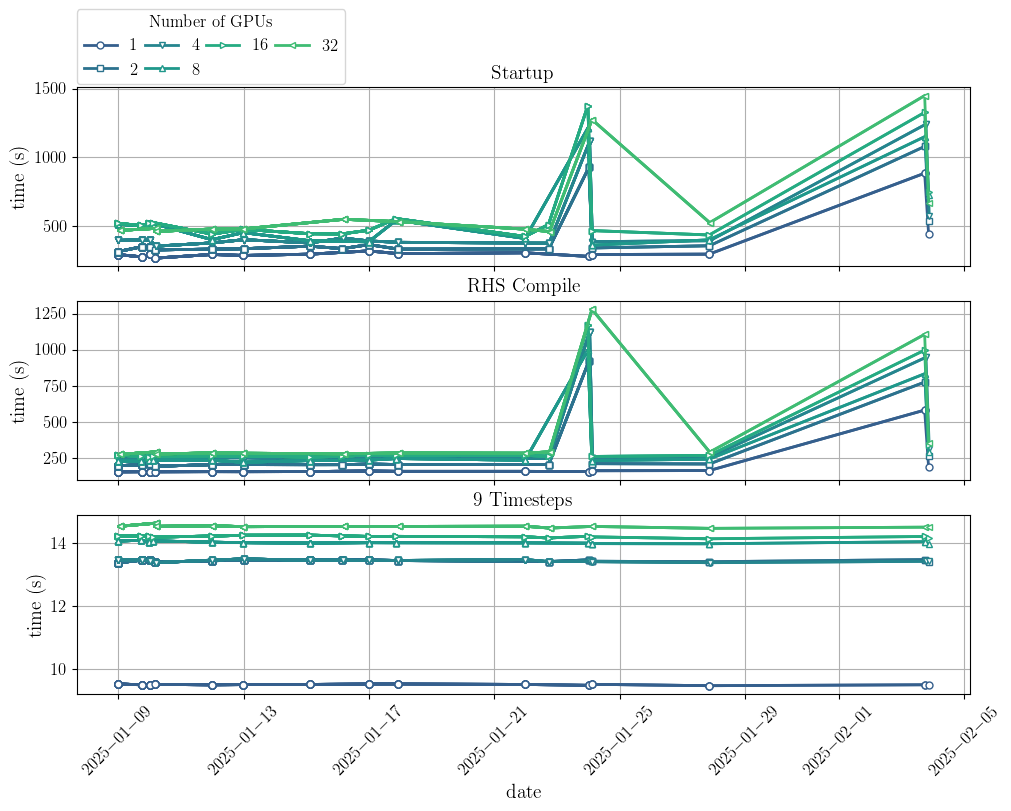 Number of GPUs
1 4 16 32
2 8
Startup
1500
1000
500
time (s)
RHS Compile
1250
1000
750
500
250
time (s)
9 Timesteps
14
12
10
time (s)
2025-01-09 2025-01-13 2025-01-17 2025-01-21 2025-01-25 2025-01-29 2025-02-01 2025-02-05
date